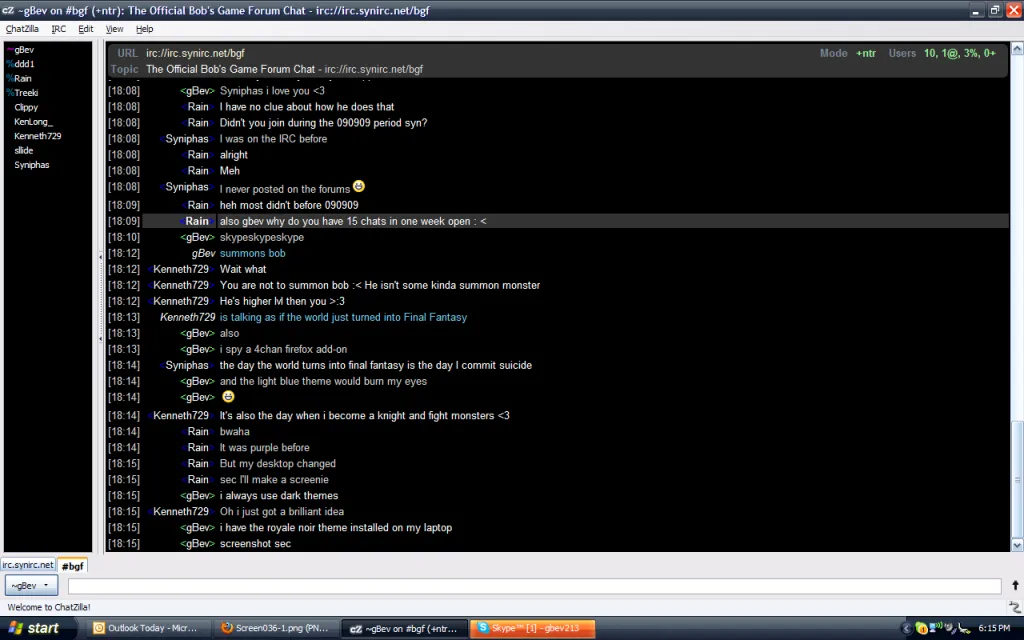 cZ ~gBev on #bgf (+ntr): The Official Bob's Game Forum Chat - irc://irc.synirc.net/bgf
ChatZilla IRC Edit View Help
~gBev
%ddd1
%Rain
%Treeki
Clippy
KenLong_
Kenneth729
sllide
Syniphas
URL irc://irc.synirc.net/bgf Mode +ntr Users 10, 1@, 3%, 0+
Topic The Official Bob's Game Forum Chat - irc://irc.synirc.net/bgf
[18:08] <gBev> Syniphas i love you <3
[18:08] <Rain> I have no clue about how he does that
[18:08] <Rain> Didn't you join during the 090909 period syn?
[18:08] <Syniphas> I was on the IRC before
[18:08] <Rain> alright
[18:08] <Rain> Meh
[18:08] <Syniphas> I never posted on the forums
[18:09] <Rain> heh most didn't before 090909
[18:09] <Rain> also gbev why do you have 15 chats in one week open : <
[18:10] <gBev> skypeskypeskype
[18:12] gBev summons bob
[18:12] <Kenneth729> Wait what
[18:12] <Kenneth729> You are not to summon bob :< He isn't some kinda summon monster
[18:12] <Kenneth729> He's higher lvl then you >:3
[18:13] Kenneth729 is talking as if the world just turned into Final Fantasy
[18:13] <gBev> also
[18:13] <gBev> i spy a 4chan firefox add-on
[18:14] <Syniphas> the day the world turns into final fantasy is the day I commit suicide
[18:14] <gBev> and the light blue theme would burn my eyes
[18:14] <gBev>
[18:14] <Kenneth729> It's also the day when i become a knight and fight monsters <3
[18:14] <Rain> bwaha
[18:14] <Rain> It was purple before
[18:15] <Rain> But my desktop changed
[18:15] <Rain> sec I'll make a screenie
[18:15] <gBev> i always use dark themes
[18:15] <Kenneth729> Oh i just got a brilliant idea
[18:15] <gBev> i have the royale noir theme installed on my laptop
[18:15] <gBev> screenshot sec
irc.synirc.net #bgf
~gBev
Welcome to ChatZilla!
start Outlook Today - Micr... Screen036-1.png (PN... cZ ~gBev on #bgf (+ntr... Skype™ [1] - gbev213 6:15 PM